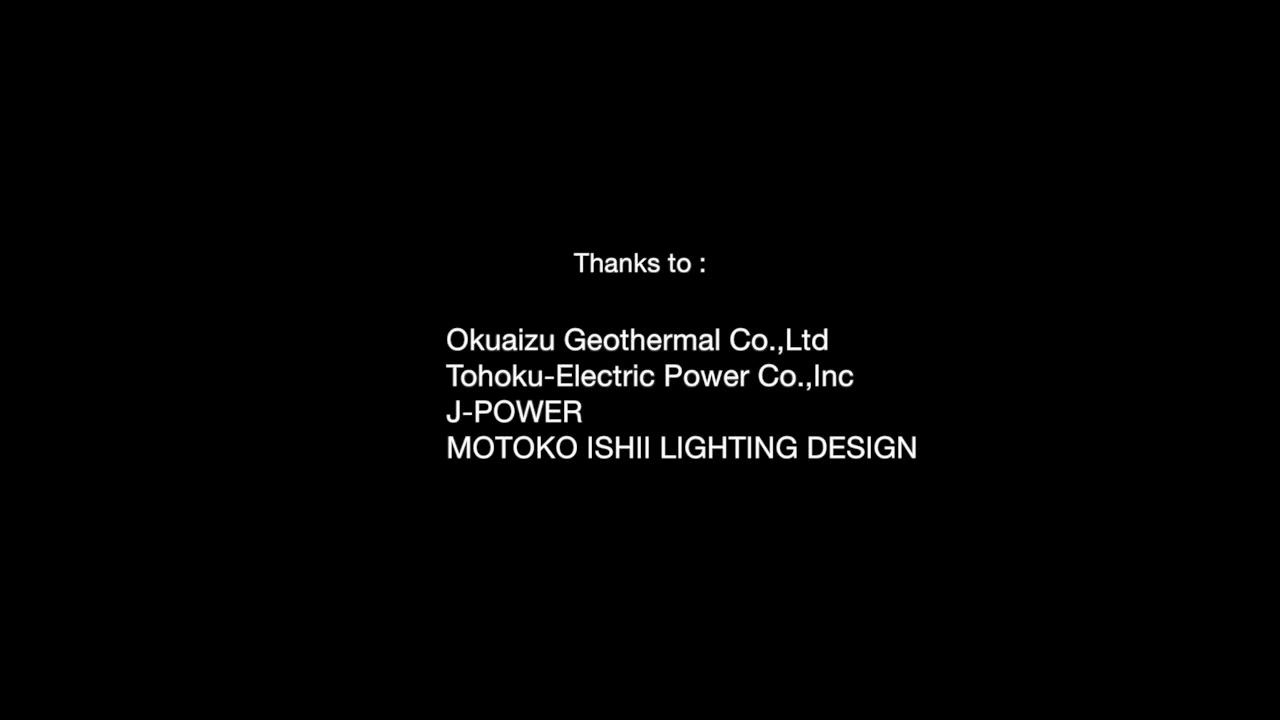 Thanks to :
Okuaizu Geothermal Co.,Ltd
Tohoku-Electric Power Co.,Inc
J-POWER
MOTOKO ISHII LIGHTING DESIGN